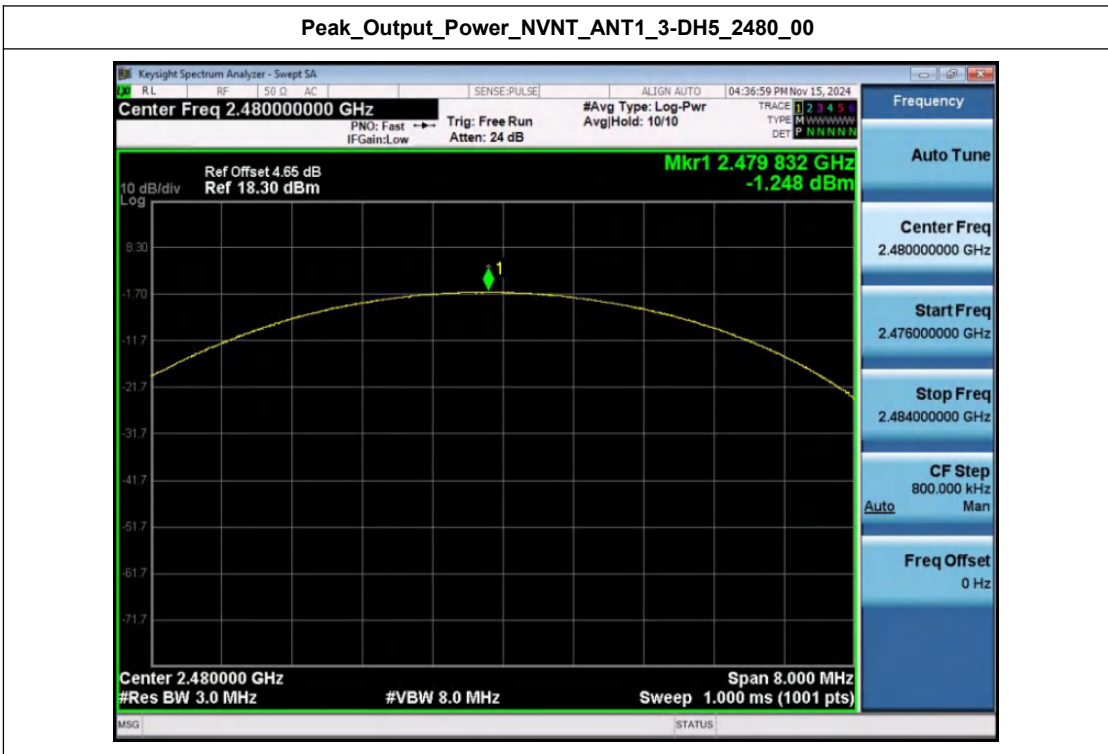 Peak_Output_Power_NVNT_ANT1_3-DH5_2480_00
Keysight Spectrum Analyzer - Swept SA
RL RF 50 Ω AC SENSE:PULSE ALIGN AUTO 04:36:59 PM Nov 15, 2024
Center Freq 2.480000000 GHz
PNO: Fast
IFGain:Low
Trig: Free Run
Atten: 24 dB
#Avg Type: Log-Pwr
Avg|Hold: 10/10
TRACE 1 2 3 4 5 6
TYPE M W W W W W
DET P N N N N N
Ref Offset 4.65 dB
10 dB/div Ref 18.30 dBm
Log
Mkr1 2.479 832 GHz
-1.248 dBm
8.30
-1.70
-11.7
-21.7
-31.7
-41.7
-51.7
-61.7
-71.7
1
Center 2.480000 GHz Span 8.000 MHz
#Res BW 3.0 MHz #VBW 8.0 MHz Sweep 1.000 ms (1001 pts)
MSG STATUS
Frequency
Auto Tune
Center Freq
2.480000000 GHz
Start Freq
2.476000000 GHz
Stop Freq
2.484000000 GHz
CF Step
800.000 kHz
Auto Man
Freq Offset
0 Hz